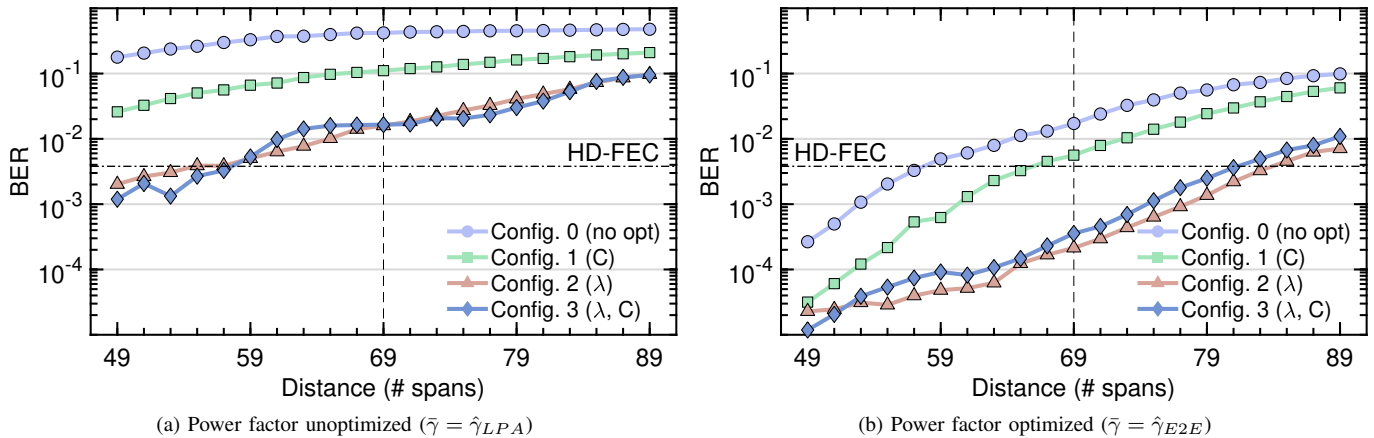 BER
10^{-1}
10^{-2}
10^{-3}
10^{-4}
HD-FEC
Config. 0 (no opt)
Config. 1 (C)
Config. 2 (λ)
Config. 3 (λ, C)
49 59 69 79 89
Distance (# spans)
(a) Power factor unoptimized (γ̄ = γ̂_{LPA})
BER
10^{-1}
10^{-2}
10^{-3}
10^{-4}
HD-FEC
Config. 0 (no opt)
Config. 1 (C)
Config. 2 (λ)
Config. 3 (λ, C)
49 59 69 79 89
Distance (# spans)
(b) Power factor optimized (γ̄ = γ̂_{E2E})